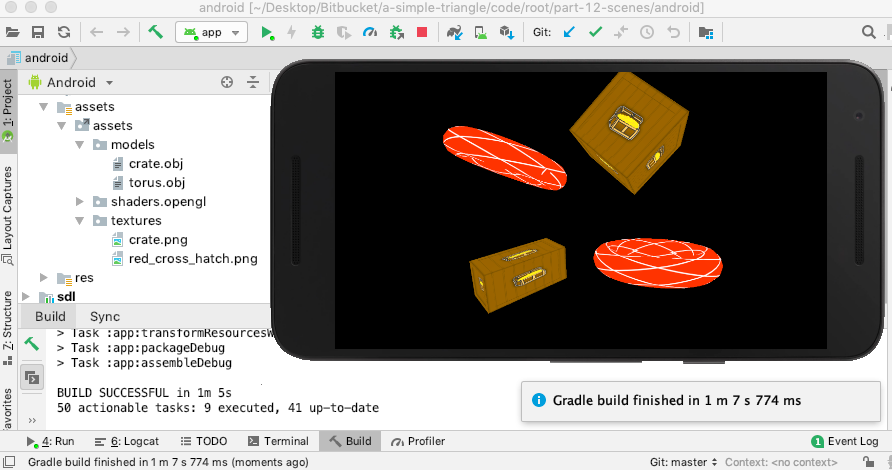 android [~/Desktop/Bitbucket/a-simple-triangle/code/root/part-12-scenes/android]
app
Git:
android
Android
1: Project
assets
assets
models
crate.obj
torus.obj
shaders.opengl
textures
crate.png
red_cross_hatch.png
res
sdl
Layout Captures
7: Structure
Build Sync
> Task :app:transformResourcesW
> Task :app:packageDebug
> Task :app:assembleDebug
BUILD SUCCESSFUL in 1m 5s
50 actionable tasks: 9 executed, 41 up-to-date
Gradle build finished in 1 m 7 s 774 ms
4: Run 6: Logcat TODO Terminal Build Profiler 1 Event Log
Gradle build finished in 1 m 7 s 774 ms (moments ago) Git: master Context: <no context>